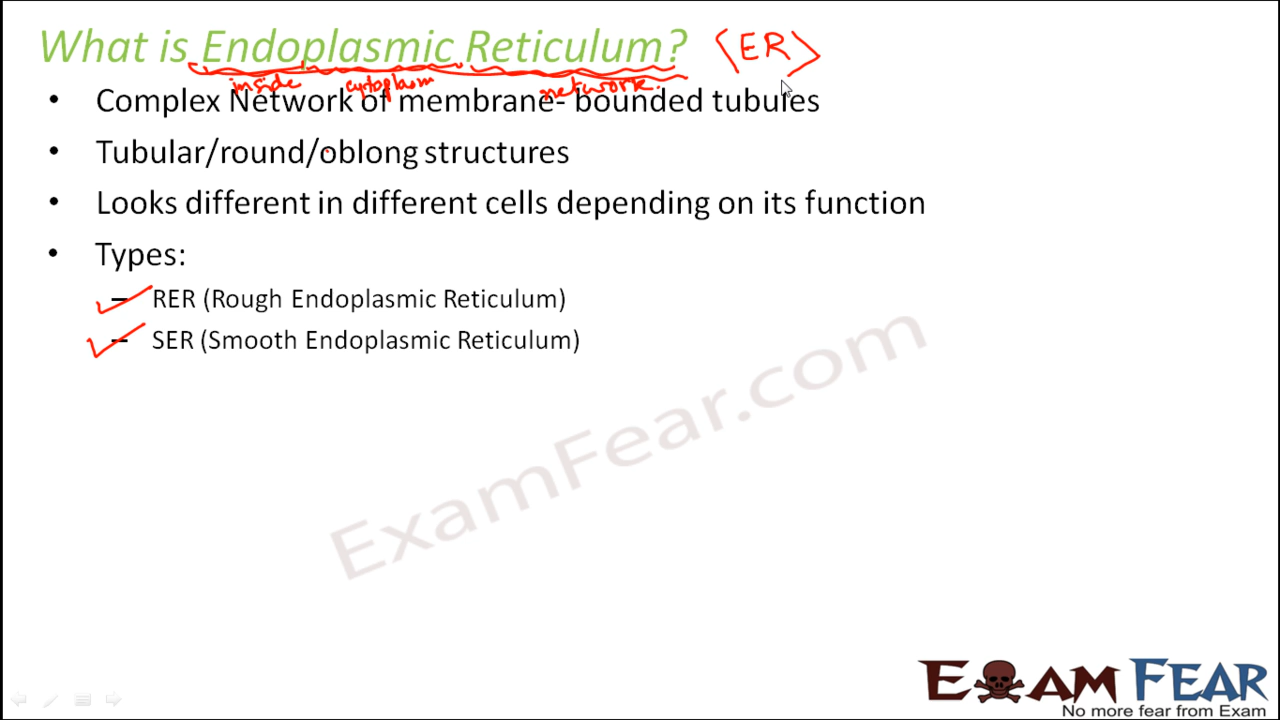 What is Endoplasmic Reticulum? <ER>
inside cytoplasm network.
• Complex Network of membrane- bounded tubules
• Tubular/round/oblong structures
• Looks different in different cells depending on its function
• Types:
– RER (Rough Endoplasmic Reticulum)
– SER (Smooth Endoplasmic Reticulum)
ExamFear.com
EXAM FEAR
No more fear from Exam